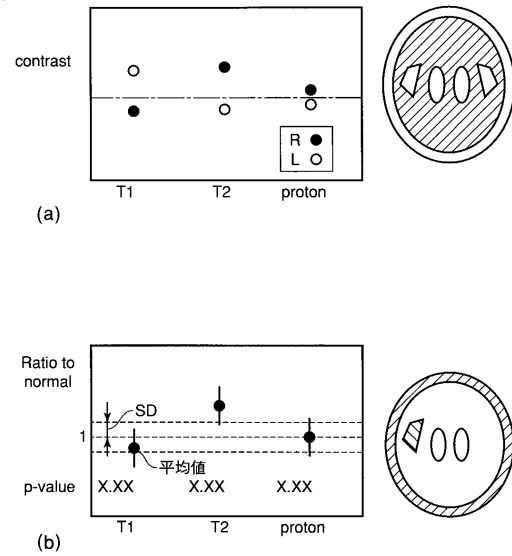 contrast
R ●
L ○
T1 T2 proton
(a)
Ratio to
normal
SD
1
平均値
p-value X.XX X.XX X.XX
T1 T2 proton
(b)